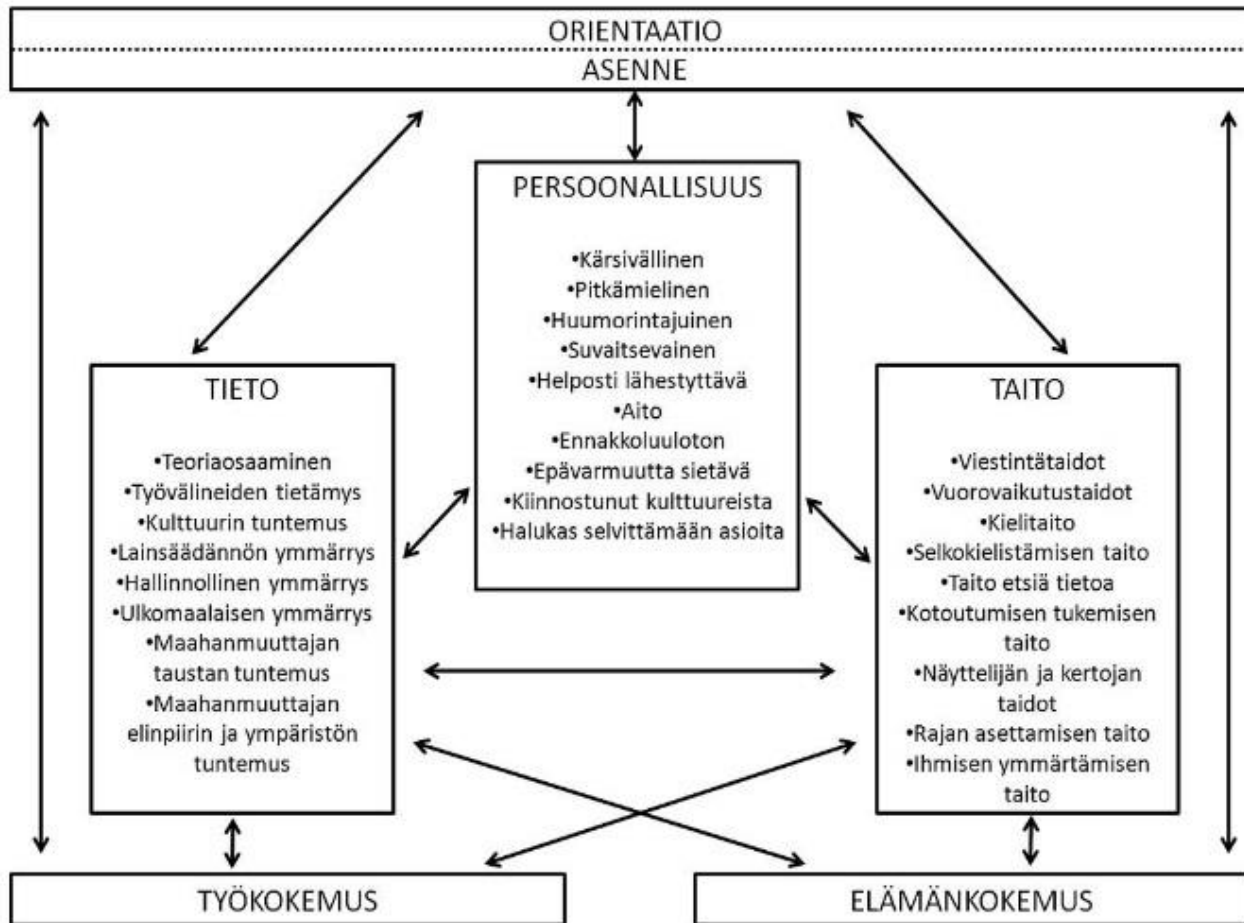 ORIENTAATIO
ASENNE
PERSOONALLISUUS
•Kärsivällinen
•Pitkämielinen
•Huumorintajuinen
•Suvaitsevainen
•Helposti lähestyttävä
•Aito
•Ennakkoluuloton
•Epävarmuutta sietävä
•Kiinnostunut kulttuureista
•Halukas selvittämään asioita
TIETO
•Teoriaosaaminen
•Työvälineiden tietämys
•Kulttuurin tuntemus
•Lainsäädännön ymmärrys
•Hallinnollinen ymmärrys
•Ulkomaalaisen ymmärrys
•Maahanmuuttajan
taustan tuntemus
•Maahanmuuttajan
elinpiirin ja ympäristön
tuntemus
TAITO
•Viestintätaidot
•Vuorovaikutustaidot
•Kielitaito
•Selkokielistämisen taito
•Taito etsiä tietoa
•Kotoutumisen tukemisen
taito
•Näyttelijän ja kertojan
taidot
•Rajan asettamisen taito
•Ihmisen ymmärtämisen
taito
TYÖKOKEMUS
ELÄMÄNKOKEMUS